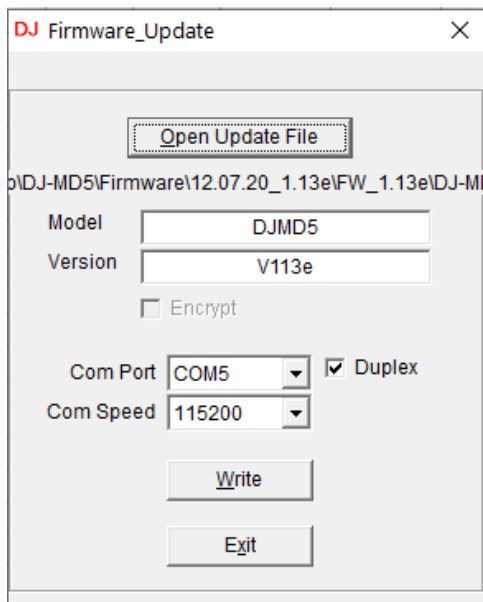 DJ Firmware_Update
Open Update File
o\DJ-MD5\Firmware\12.07.20_1.13e\FW_1.13e\DJ-MI
Model DJMD5
Version V113e
Encrypt
Com Port COM5 Duplex
Com Speed 115200
Write
Exit